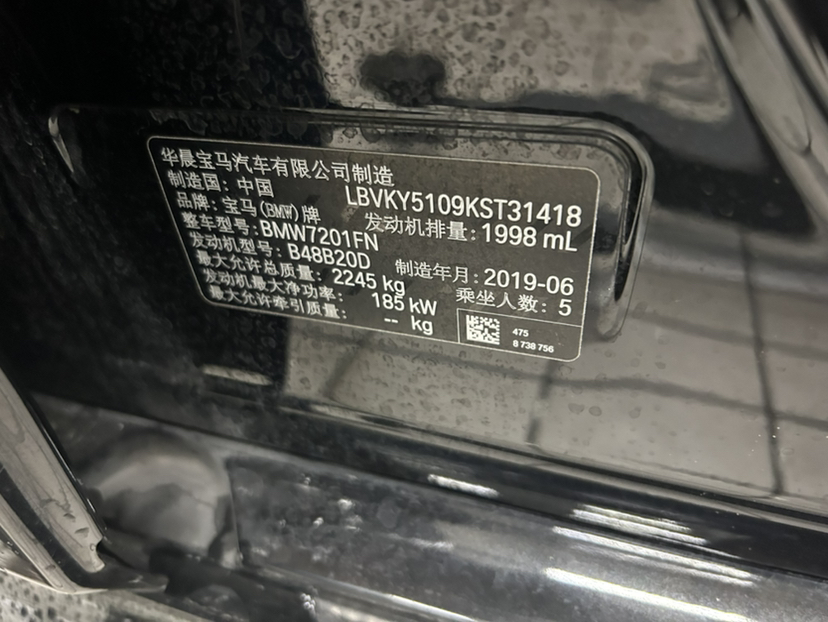 华晨宝马汽车有限公司制造
制造国：中国 LBVKY5109KST31418
品牌：宝马(BMW)牌 发动机排量：1998 mL
整车型号：BMW7201FN
发动机型号：B48B20D 制造年月：2019-06
最大允许总质量：2245 kg 乘坐人数：5
发动机最大净功率：185 kW
最大允许牵引质量：-- kg
475
8 738 756